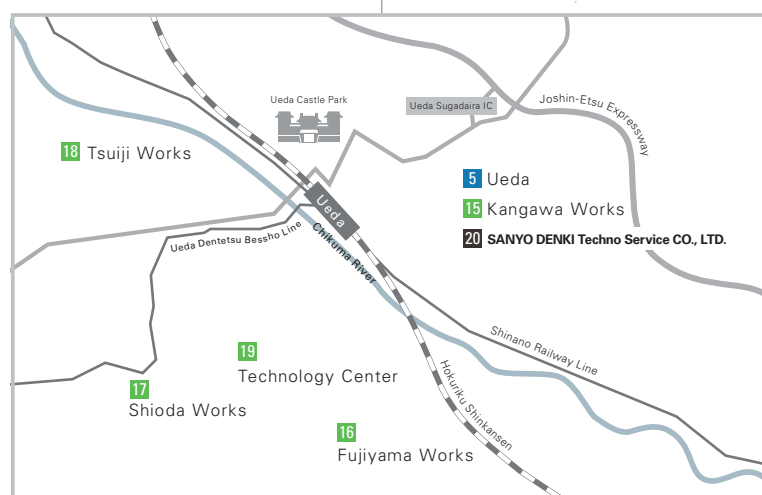 Ueda Castle Park
Ueda Sugadaira IC
Joshin-Etsu Expressway
18 Tsuiji Works
5 Ueda
15 Kangawa Works
20 SANYO DENKI Techno Service CO., LTD.
Ueda
Ueda Dentetsu Bessho Line
Chikuma River
Shinano Railway Line
Hokuriku Shinkansen
19
Technology Center
17
Shioda Works
16
Fujiyama Works